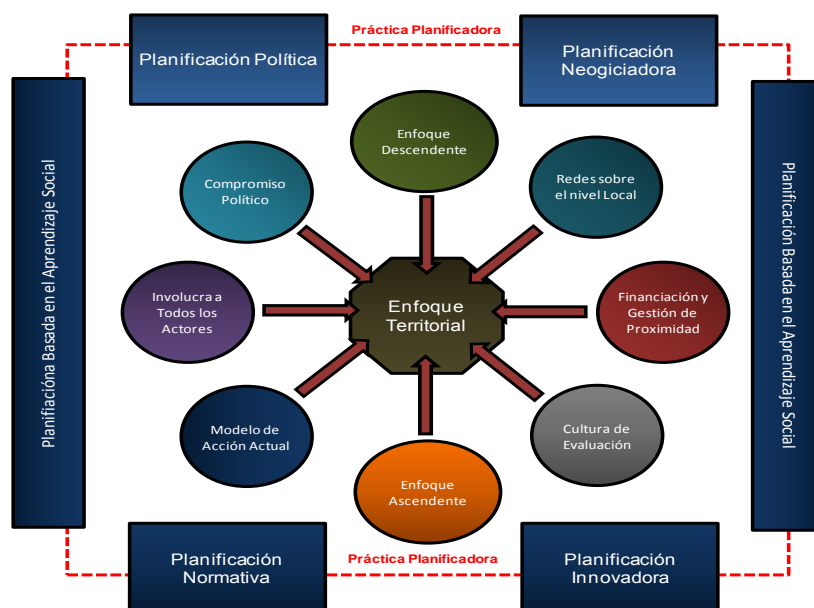 Práctica Planificadora
Planificación Política
Planificación
Neogiciadora
Planifiacióna Basada en el Aprendizaje Social
Planificación Basada en el Aprendizaje Social
Enfoque
Descendente
Compromiso
Político
Redes sobre
el nivel Local
Involucra a
Todos los
Actores
Enfoque
Territorial
Financiación y
Gestión de
Proximidad
Modelo de
Acción Actual
Cultura de
Evaluación
Enfoque
Ascendente
Planificación
Normativa
Práctica Planificadora
Planificación
Innovadora